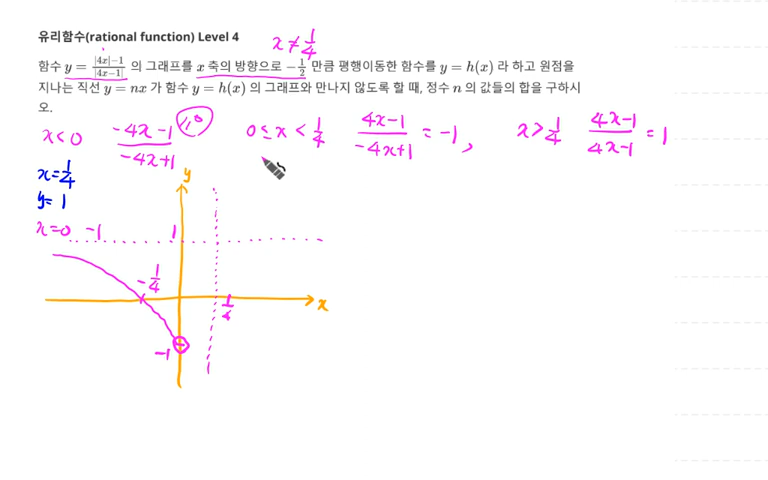 유리함수(rational function) Level 4
x ≠ 1/4
함수 y = (|4x|−1)/|4x−1| 의 그래프를 x 축의 방향으로 −1/2 만큼 평행이동한 함수를 y = h(x) 라 하고 원점을
지나는 직선 y = nx 가 함수 y = h(x) 의 그래프와 만나지 않도록 할 때, 정수 n 의 값들의 합을 구하시
오.
x<0 (−4x−1)/(−4x+1) 0≤x<1/4 (4x−1)/(−4x+1) = −1, x>1/4 (4x−1)/(4x−1) = 1
x=1/4
y=1
x=0 −1
y
1
−1/4
1/4
x
−1